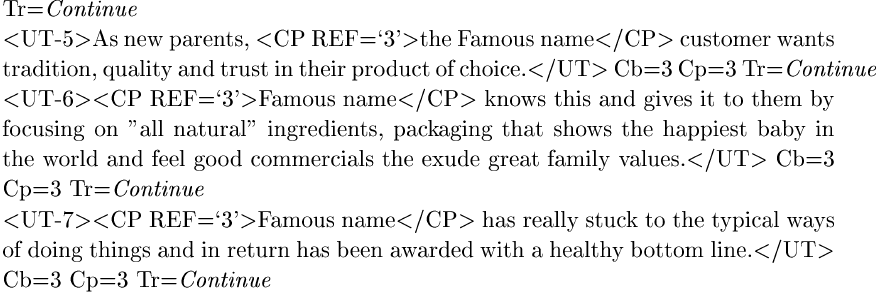 Tr=Continue
<UT-5>As new parents, <CP REF=‘3’>the Famous name</CP> customer wants
tradition, quality and trust in their product of choice.</UT> Cb=3 Cp=3 Tr=Continue
<UT-6><CP REF=‘3’>Famous name</CP> knows this and gives it to them by
focusing on ”all natural” ingredients, packaging that shows the happiest baby in
the world and feel good commercials the exude great family values.</UT> Cb=3
Cp=3 Tr=Continue
<UT-7><CP REF=‘3’>Famous name</CP> has really stuck to the typical ways
of doing things and in return has been awarded with a healthy bottom line.</UT>
Cb=3 Cp=3 Tr=Continue